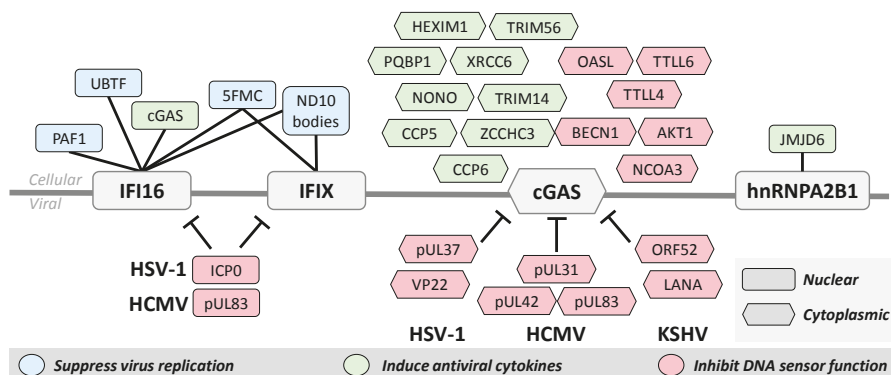 HEXIM1 TRIM56
PQBP1 XRCC6 OASL TTLL6
UBTF 5FMC ND10 bodies NONO TRIM14 TTLL4
cGAS
PAF1 CCP5 ZCCHC3 BECN1 AKT1 JMJD6
CCP6 NCOA3
Cellular
IFI16 IFIX cGAS hnRNPA2B1
Viral
HSV-1 ICP0 pUL37 pUL31 ORF52
HCMV pUL83 VP22 pUL42 pUL83 LANA
HSV-1 HCMV KSHV
Nuclear
Cytoplasmic
Suppress virus replication Induce antiviral cytokines Inhibit DNA sensor function